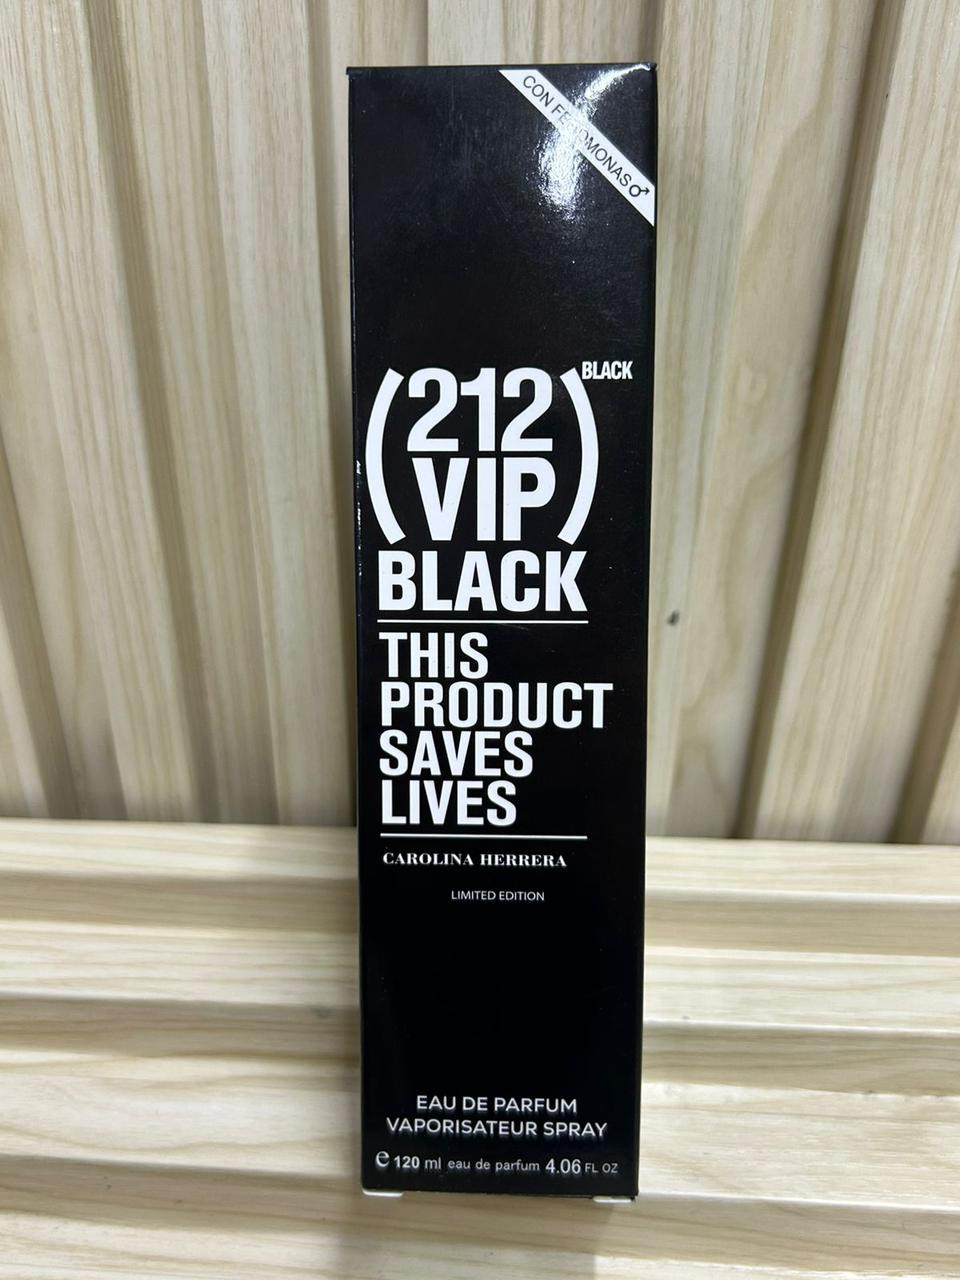 CON FEROMONAS♂
BLACK
(212
VIP)
BLACK
THIS
PRODUCT
SAVES
LIVES
CAROLINA HERRERA
LIMITED EDITION
EAU DE PARFUM
VAPORISATEUR SPRAY
℮ 120 ml eau de parfum 4.06 FL OZ